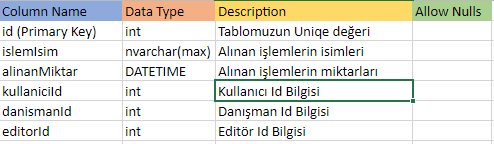 Column Name Data Type Description Allow Nulls
id (Primary Key) int Tablomuzun Uniqe değeri
islemIsim nvarchar(max) Alınan işlemlerin isimleri
alinanMiktar DATETIME Alınan işlemlerin miktarları
kullaniciId int Kullanıcı Id Bilgisi
danismanId int Danışman Id Bilgisi
editorId int Editör Id Bilgisi